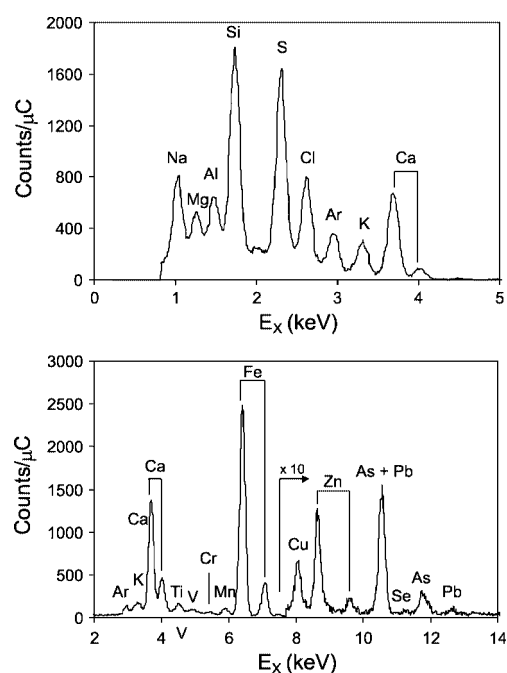 2000
1600
1200
800
400
0
Counts/μC
Si
S
Na
Mg
Al
Cl
Ar
K
Ca
0 1 2 3 4 5
E_X (keV)
3000
2500
2000
1500
1000
500
0
Counts/μC
Fe
x 10
As + Pb
Ca
Zn
Ca
Cu
Cr
Ar K Ti V Mn Se As Pb
2 4 6 8 10 12 14
V
E_X (keV)